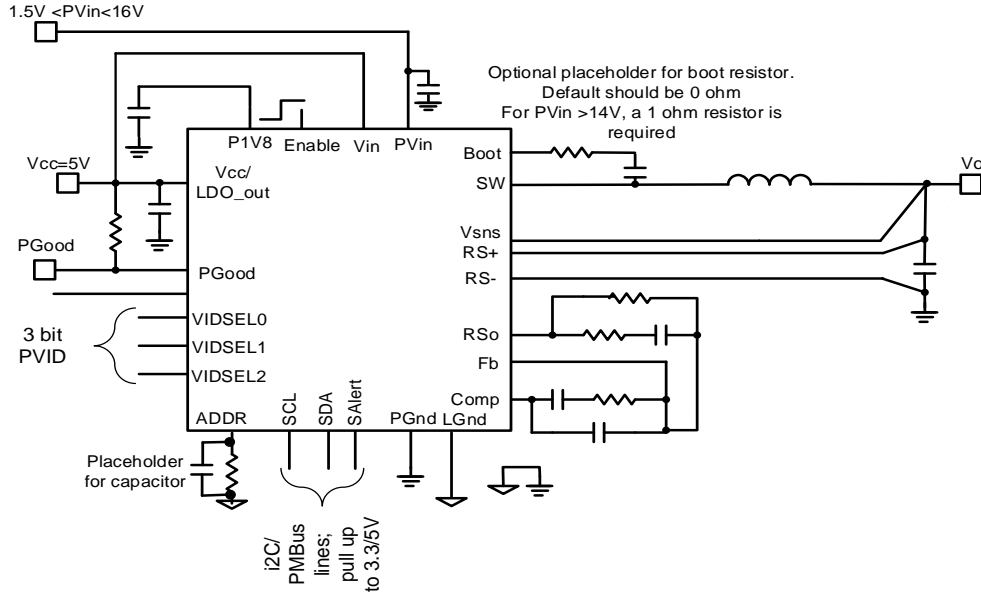 1.5V <PVin<16V
Optional placeholder for boot resistor.
Default should be 0 ohm
For PVin >14V, a 1 ohm resistor is
required
P1V8
Enable
Vin
PVin
Boot
Vcc=5V
Vcc/
LDO_out
SW
Vo
Vsns
PGood
RS+
PGood
RS-
3 bit
PVID
VIDSEL0
VIDSEL1
VIDSEL2
RSo
Fb
Comp
ADDR
SCL
SDA
SAlert
PGnd
LGnd
Placeholder
for capacitor
i2C/
PMBus
lines;
pull up
to 3.3/5V